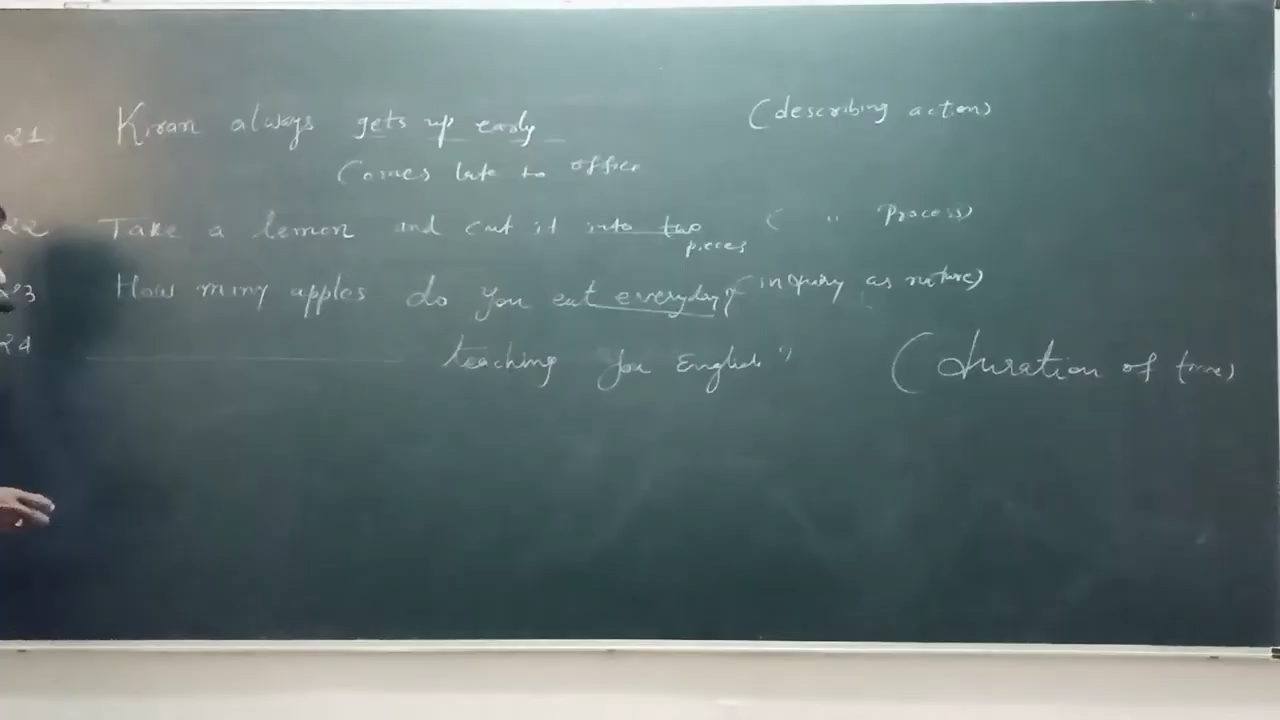 21. Kiran always gets up early (describing action)
Comes late to office
22 Take a lemon and cut it into two pieces ( " Process)
23 How many apples do you eat everyday? (inquiry as nature)
24 teaching you English " (duration of time)